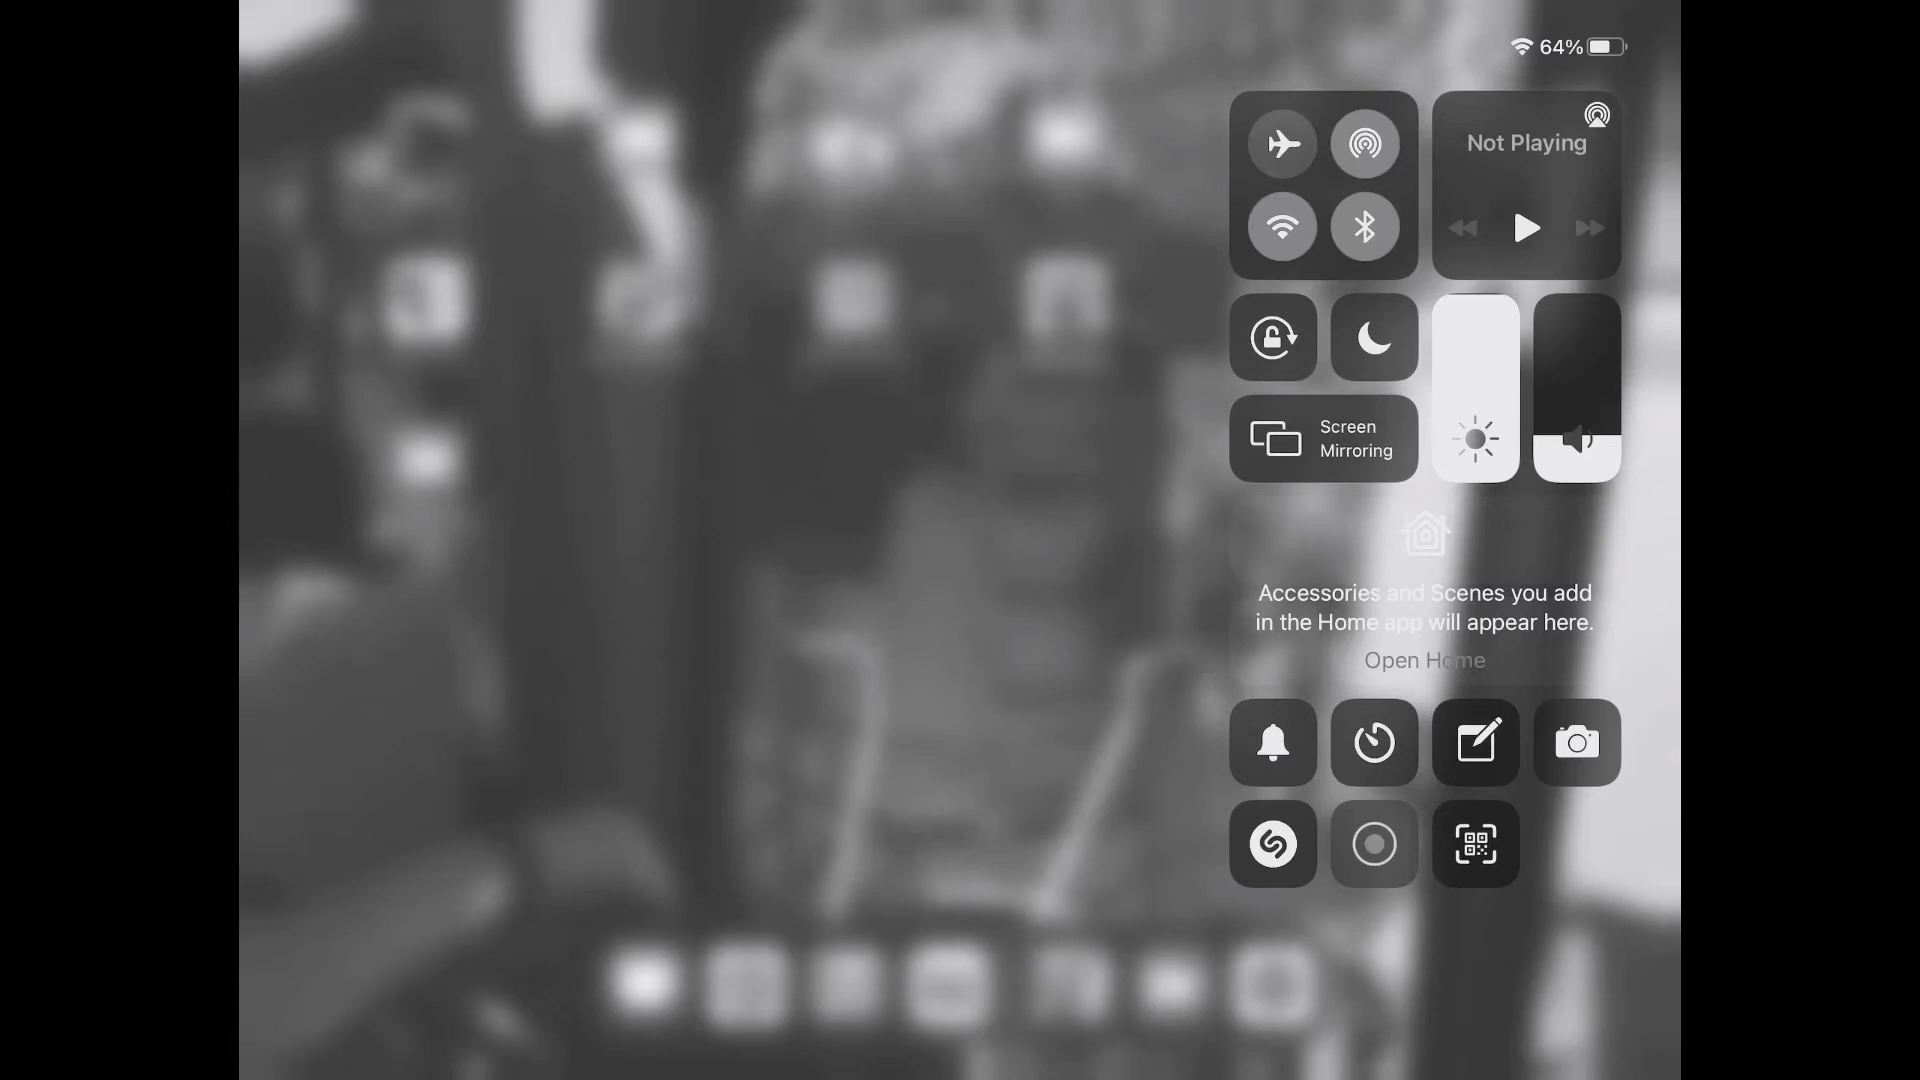 64%
Not Playing
Screen
Mirroring
Accessories and Scenes you add
in the Home app will appear here.
Open Home